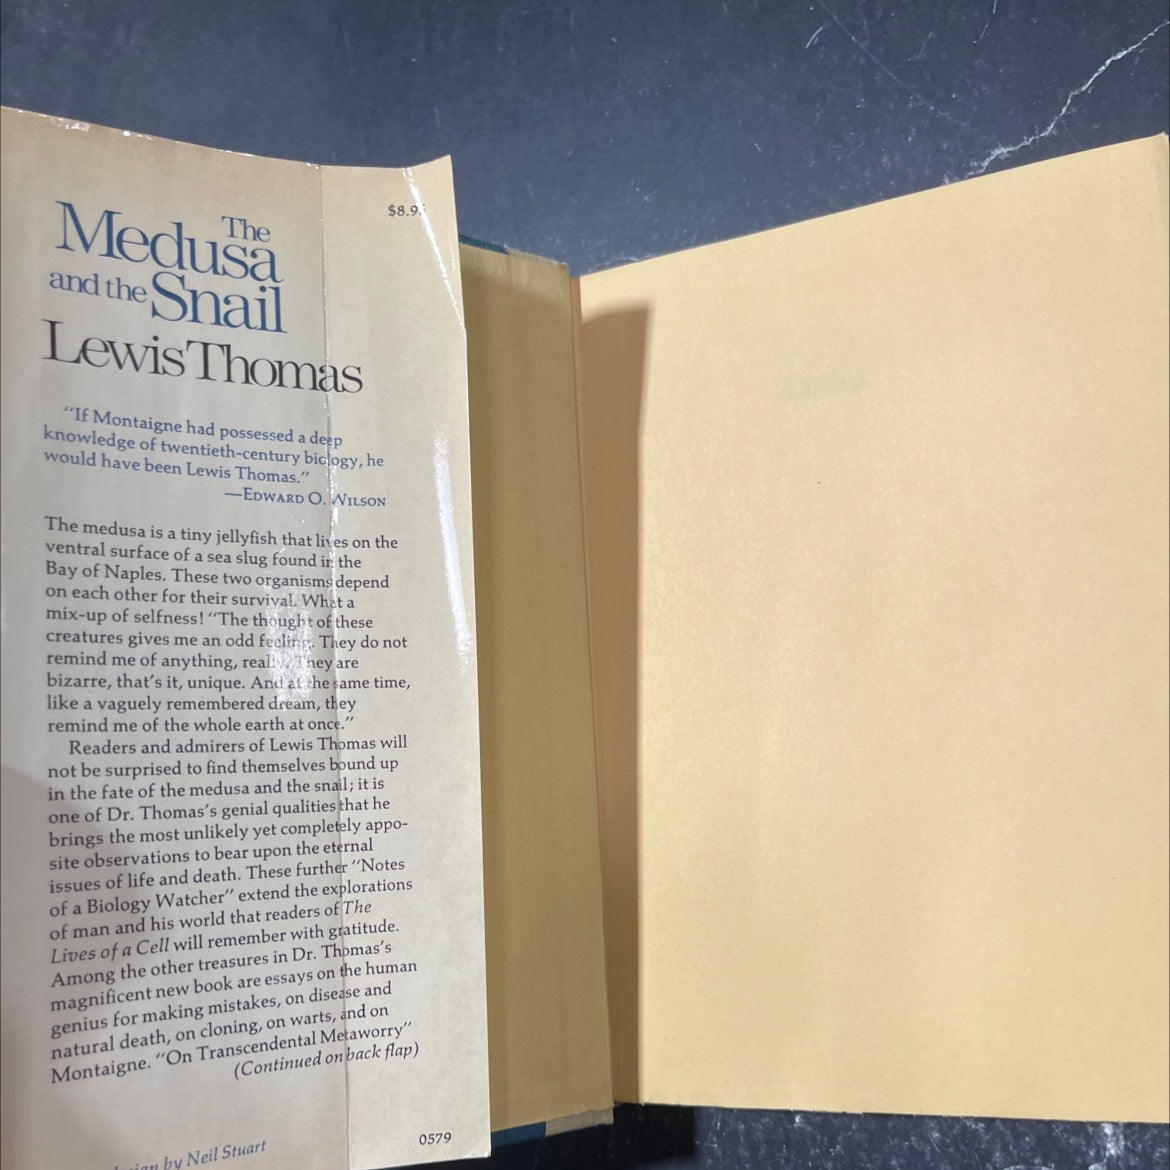 $8.9
The
Medusa
and the Snail
Lewis Thomas
“If Montaigne had possessed a deep
knowledge of twentieth-century biology, he
would have been Lewis Thomas.”
—Edward O. Wilson
The medusa is a tiny jellyfish that lives on the
ventral surface of a sea slug found in the
Bay of Naples. These two organisms depend
on each other for their survival. What a
mix-up of selfness! “The thought of these
creatures gives me an odd feeling. They do not
remind me of anything, really. They are
bizarre, that's it, unique. And at the same time,
like a vaguely remembered dream, they
remind me of the whole earth at once.”
Readers and admirers of Lewis Thomas will
not be surprised to find themselves bound up
in the fate of the medusa and the snail; it is
one of Dr. Thomas's genial qualities that he
brings the most unlikely yet completely appo-
site observations to bear upon the eternal
issues of life and death. These further “Notes
of a Biology Watcher” extend the explorations
of man and his world that readers of The
Lives of a Cell will remember with gratitude.
Among the other treasures in Dr. Thomas's
magnificent new book are essays on the human
genius for making mistakes, on disease and
natural death, on cloning, on warts, and on
Montaigne. “On Transcendental Metaworry”
(Continued on back flap)
by Neil Stuart
0579